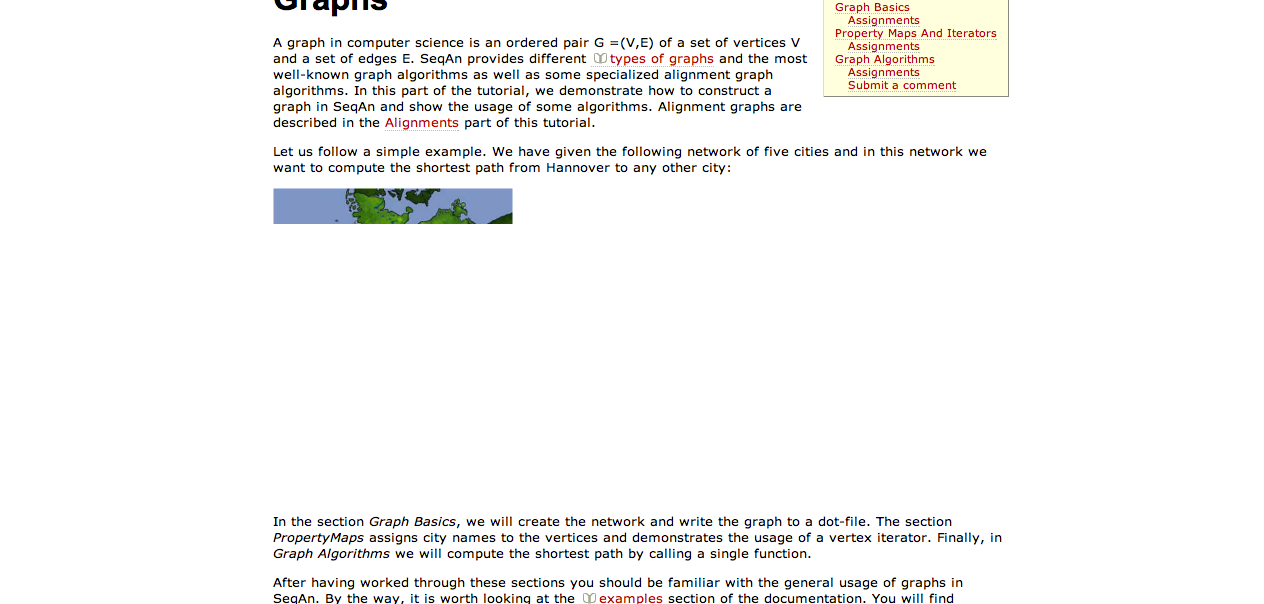 Graphs
Graph Basics
Assignments
Property Maps And Iterators
Assignments
Graph Algorithms
Assignments
Submit a comment
A graph in computer science is an ordered pair G =(V,E) of a set of vertices V
and a set of edges E. SeqAn provides different types of graphs and the most
well-known graph algorithms as well as some specialized alignment graph
algorithms. In this part of the tutorial, we demonstrate how to construct a
graph in SeqAn and show the usage of some algorithms. Alignment graphs are
described in the Alignments part of this tutorial.
Let us follow a simple example. We have given the following network of five cities and in this network we
want to compute the shortest path from Hannover to any other city:
In the section Graph Basics, we will create the network and write the graph to a dot-file. The section
PropertyMaps assigns city names to the vertices and demonstrates the usage of a vertex iterator. Finally, in
Graph Algorithms we will compute the shortest path by calling a single function.
After having worked through these sections you should be familiar with the general usage of graphs in
SeqAn. By the way, it is worth looking at the examples section of the documentation. You will find